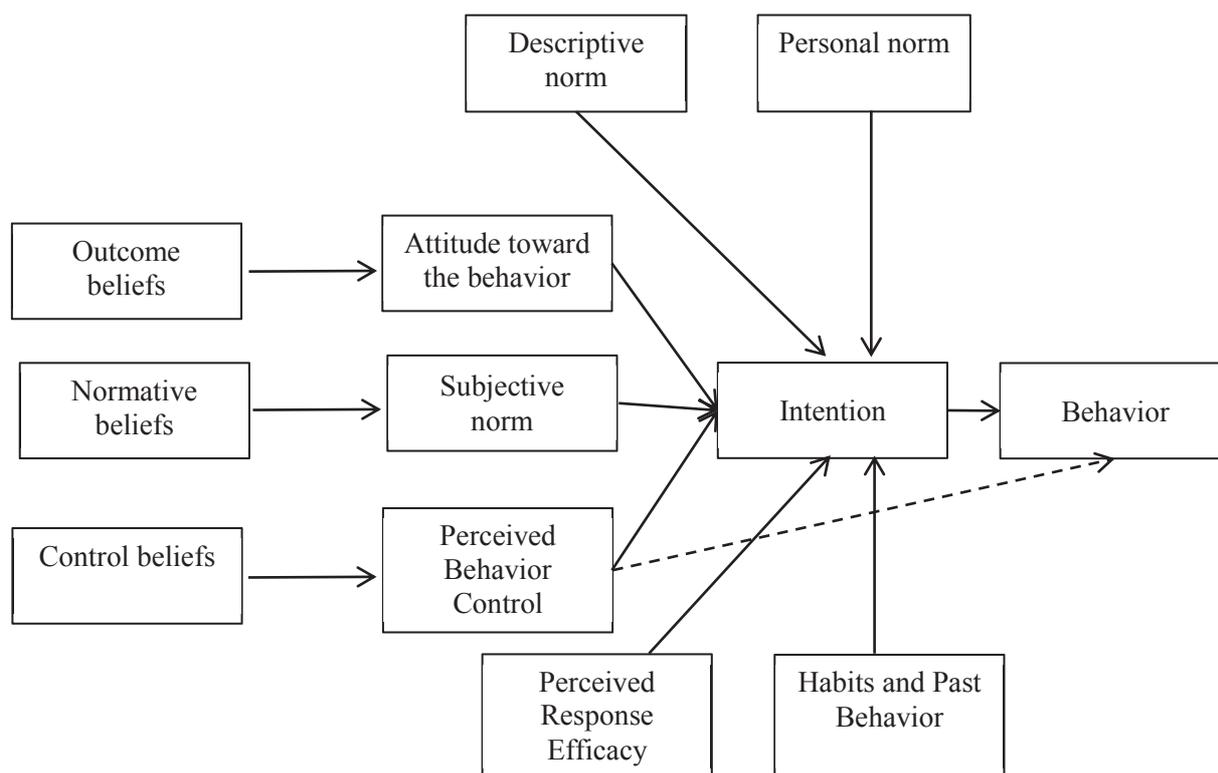 Descriptive
norm
Personal norm
Outcome
beliefs
Attitude toward
the behavior
Normative
beliefs
Subjective
norm
Intention
Behavior
Control beliefs
Perceived
Behavior
Control
Perceived
Response
Efficacy
Habits and Past
Behavior